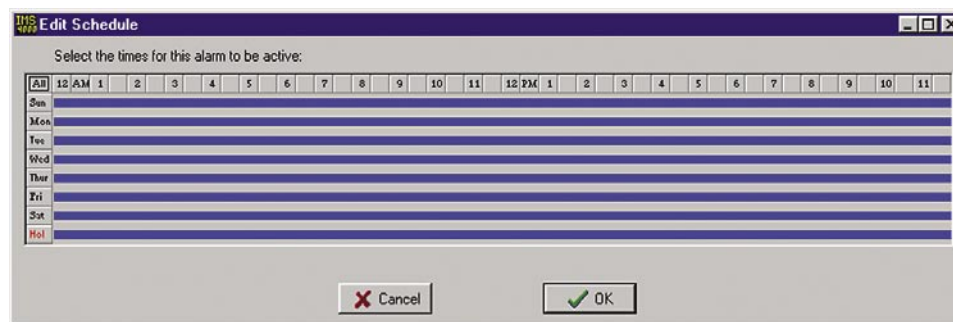 IMS 4000 Edit Schedule
Select the times for this alarm to be active:
All 12 AM 1 2 3 4 5 6 7 8 9 10 11 12 PM 1 2 3 4 5 6 7 8 9 10 11
Sun
Mon
Tue
Wed
Thur
Fri
Sat
Hol
Cancel OK